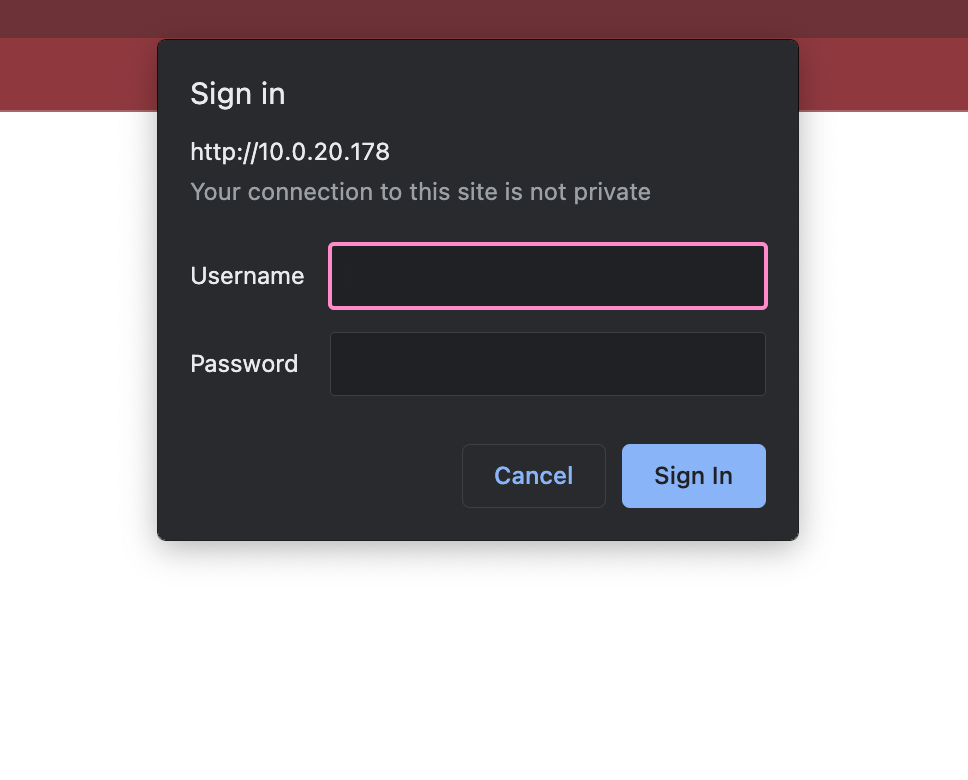 Sign in
http://10.0.20.178
Your connection to this site is not private
Username
Password
Cancel Sign In